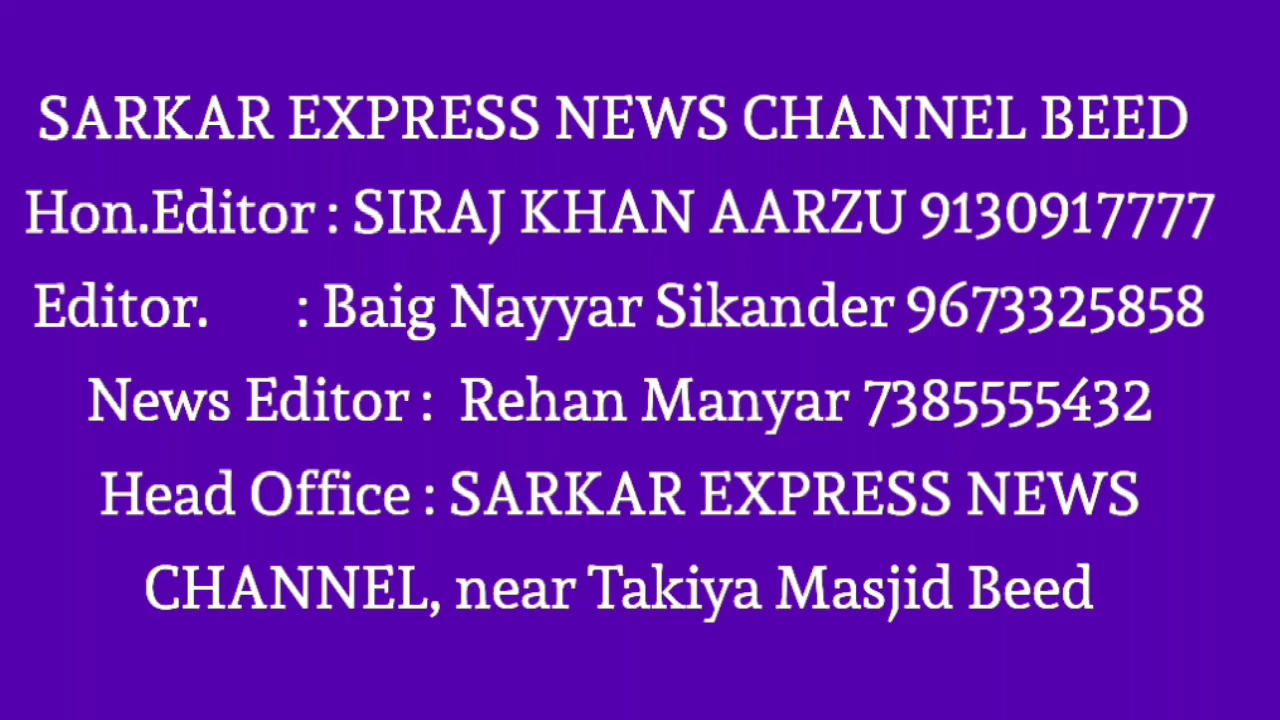 SARKAR EXPRESS NEWS CHANNEL BEED
Hon.Editor : SIRAJ KHAN AARZU 9130917777
Editor. : Baig Nayyar Sikander 9673325858
News Editor : Rehan Manyar 7385555432
Head Office : SARKAR EXPRESS NEWS
CHANNEL, near Takiya Masjid Beed